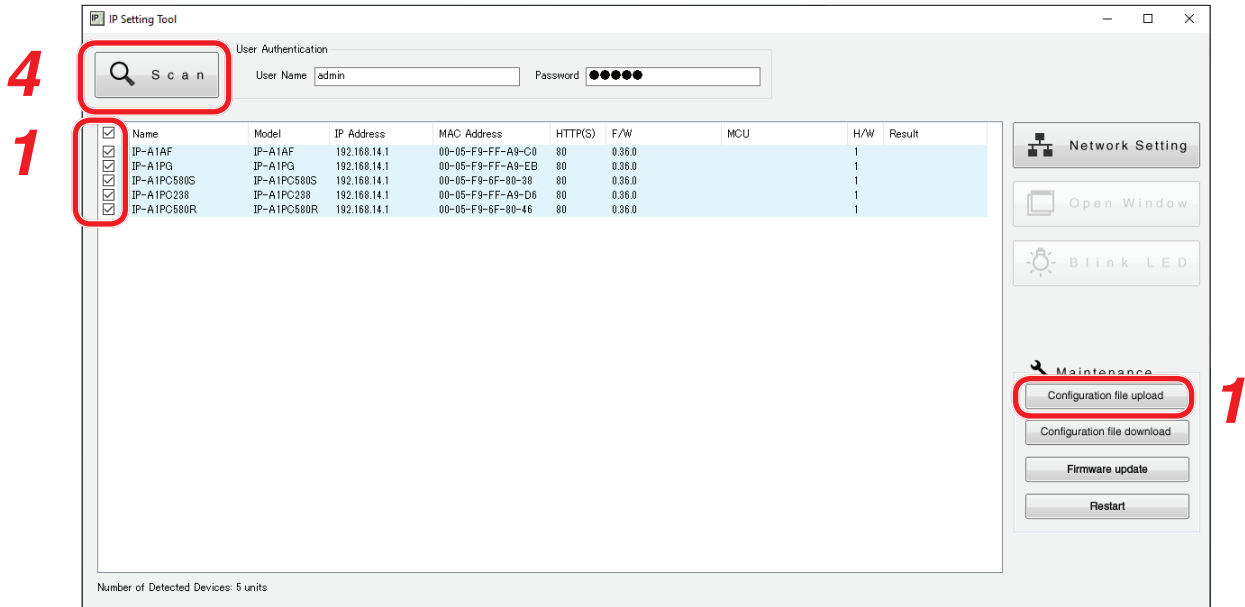 IP IP Setting Tool
4
Scan
User Authentication
User Name admin Password ●●●●●
1
Name Model IP Address MAC Address HTTP(S) F/W MCU H/W Result
IP-A1AF IP-A1AF 192.168.14.1 00-05-F9-FF-A9-C0 80 0.36.0 1
IP-A1PG IP-A1PG 192.168.14.1 00-05-F9-FF-A9-EB 80 0.36.0 1
IP-A1PC580S IP-A1PC580S 192.168.14.1 00-05-F9-6F-80-38 80 0.36.0 1
IP-A1PC238 IP-A1PC238 192.168.14.1 00-05-F9-FF-A9-D6 80 0.36.0 1
IP-A1PC580R IP-A1PC580R 192.168.14.1 00-05-F9-6F-80-46 80 0.36.0 1
Network Setting
Open Window
Blink LED
Maintenance
Configuration file upload
1
Configuration file download
Firmware update
Restart
Number of Detected Devices: 5 units